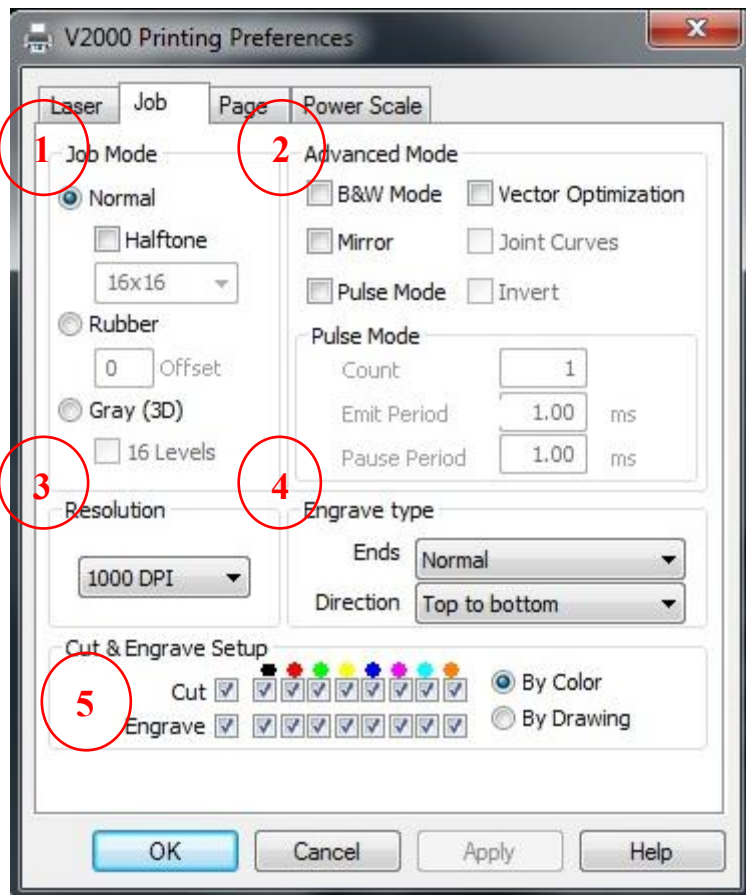 V2000 Printing Preferences
X
Laser Job Page Power Scale
1
Job Mode
Normal
Halftone
16x16
Rubber
0 Offset
Gray (3D)
16 Levels
2
Advanced Mode
B&W Mode Vector Optimization
Mirror Joint Curves
Pulse Mode Invert
Pulse Mode
Count 1
Emit Period 1.00 ms
Pause Period 1.00 ms
3
Resolution
1000 DPI
4
Engrave type
Ends Normal
Direction Top to bottom
Cut & Engrave Setup
5
Cut By Color
Engrave By Drawing
OK Cancel Apply Help